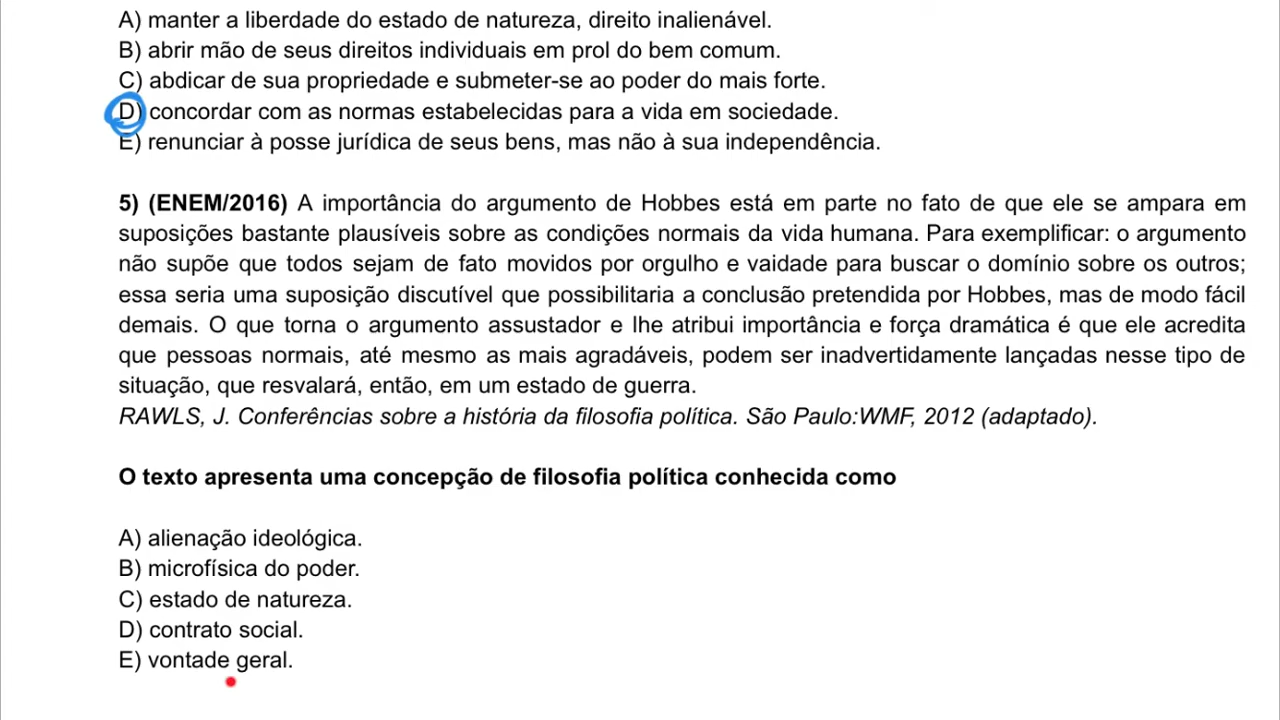 A) manter a liberdade do estado de natureza, direito inalienável.
B) abrir mão de seus direitos individuais em prol do bem comum.
C) abdicar de sua propriedade e submeter-se ao poder do mais forte.
D) concordar com as normas estabelecidas para a vida em sociedade.
E) renunciar à posse jurídica de seus bens, mas não à sua independência.
5) (ENEM/2016) A importância do argumento de Hobbes está em parte no fato de que ele se ampara em
suposições bastante plausíveis sobre as condições normais da vida humana. Para exemplificar: o argumento
não supõe que todos sejam de fato movidos por orgulho e vaidade para buscar o domínio sobre os outros;
essa seria uma suposição discutível que possibilitaria a conclusão pretendida por Hobbes, mas de modo fácil
demais. O que torna o argumento assustador e lhe atribui importância e força dramática é que ele acredita
que pessoas normais, até mesmo as mais agradáveis, podem ser inadvertidamente lançadas nesse tipo de
situação, que resvalará, então, em um estado de guerra.
RAWLS, J. Conferências sobre a história da filosofia política. São Paulo:WMF, 2012 (adaptado).
O texto apresenta uma concepção de filosofia política conhecida como
A) alienação ideológica.
B) microfísica do poder.
C) estado de natureza.
D) contrato social.
E) vontade geral.